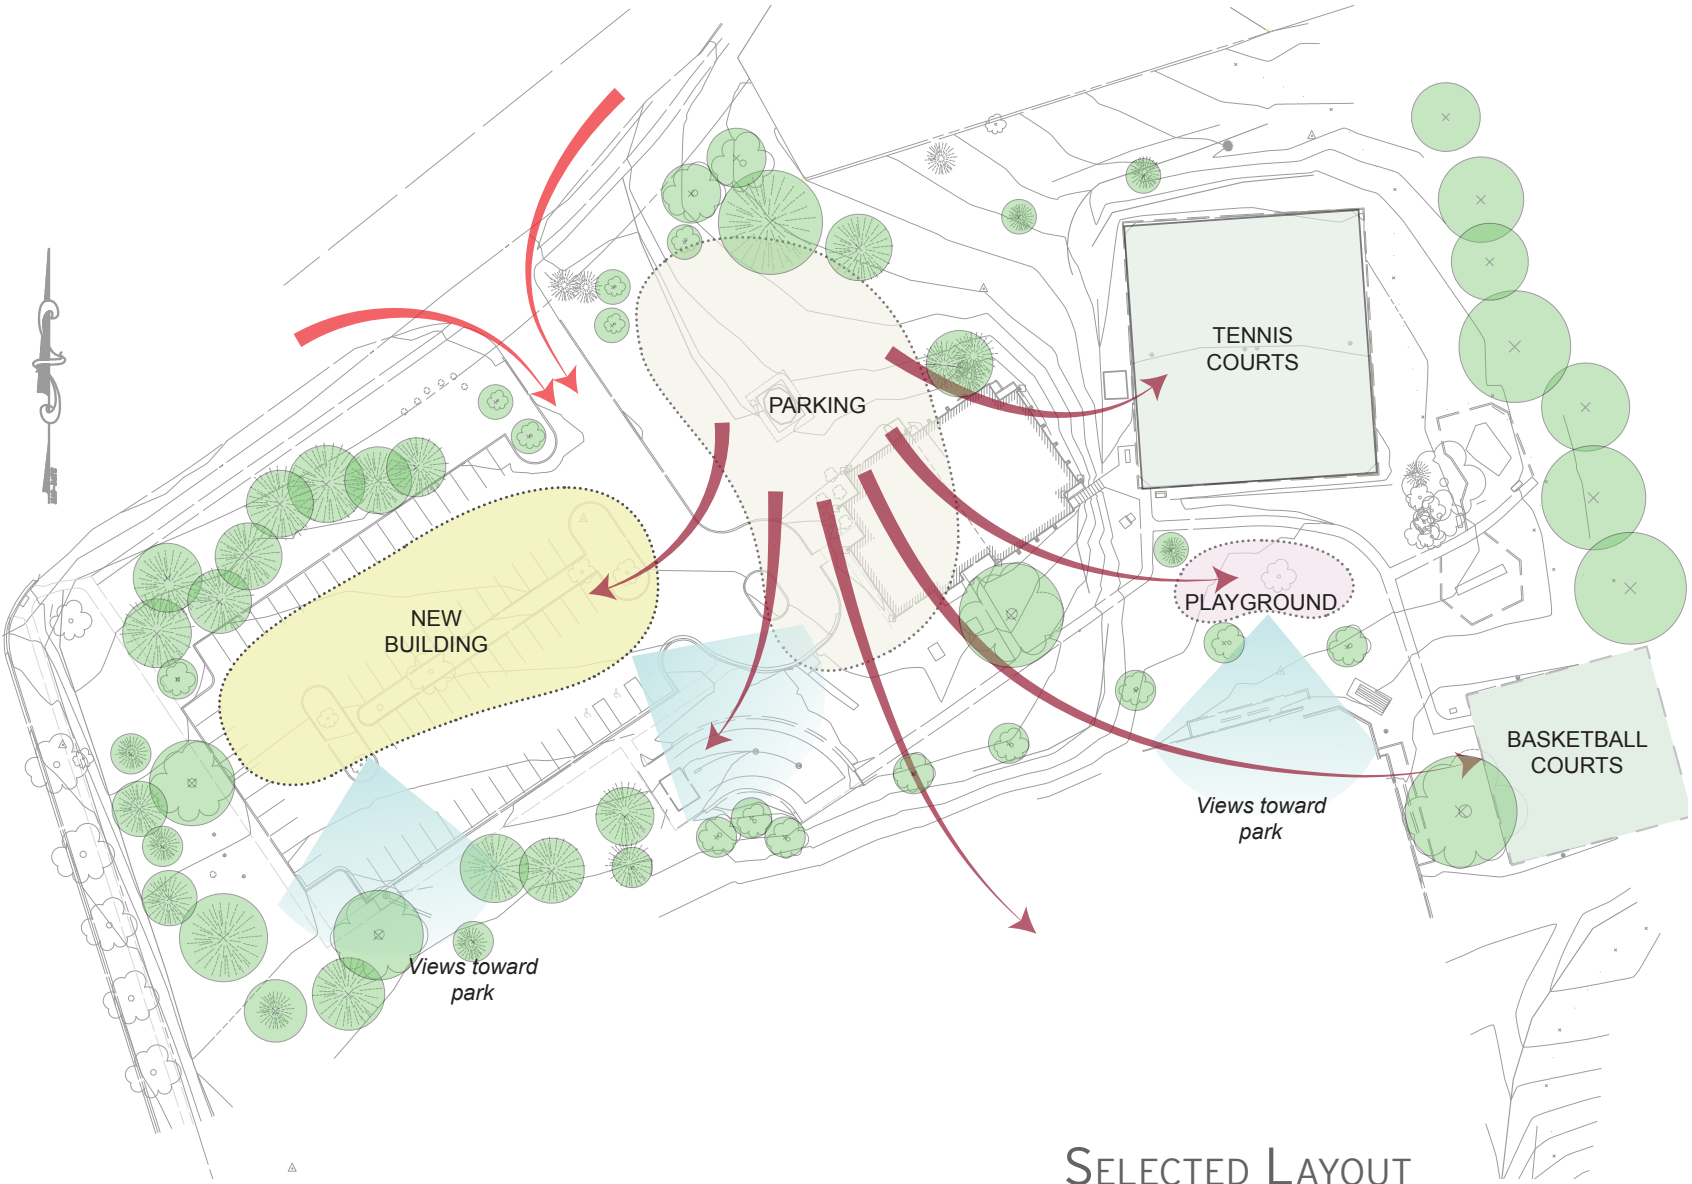 TENNIS
COURTS
PARKING
NEW
BUILDING
PLAYGROUND
BASKETBALL
COURTS
Views toward
park
Views toward
park
SELECTED LAYOUT